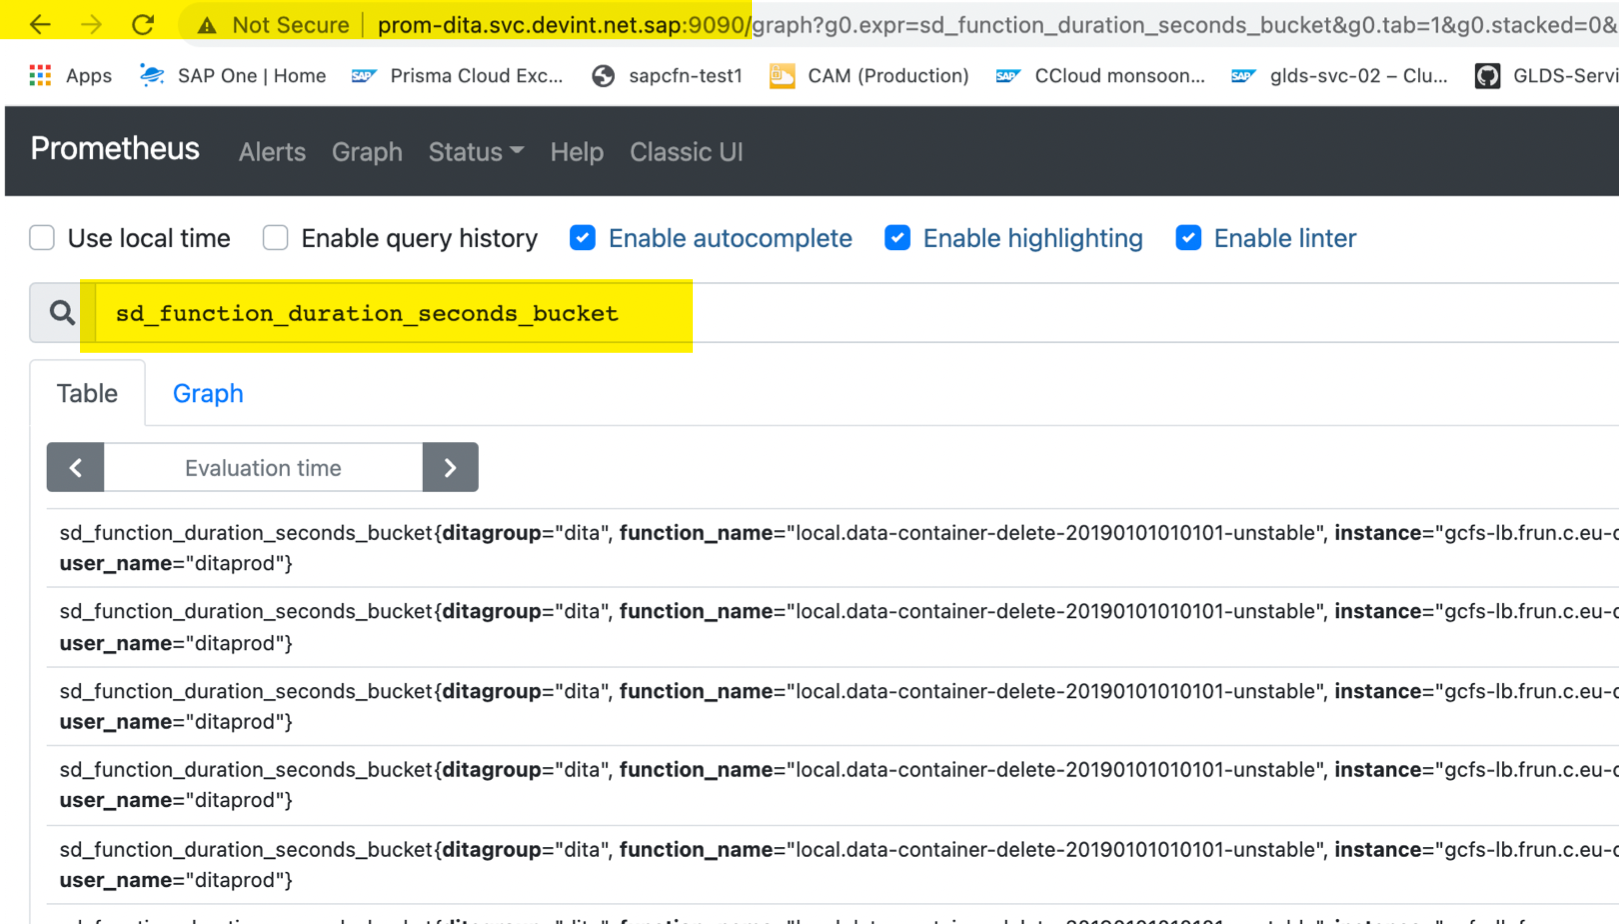 Not Secure | prom-dita.svc.devint.net.sap:9090/graph?g0.expr=sd_function_duration_seconds_bucket&g0.tab=1&g0.stacked=0&
Apps SAP One | Home SAP Prisma Cloud Exc... sapcfn-test1 CAM (Production) SAP CCloud monsoon... SAP glds-svc-02 – Clu... GLDS-Servi
Prometheus Alerts Graph Status Help Classic UI
Use local time Enable query history Enable autocomplete Enable highlighting Enable linter
sd_function_duration_seconds_bucket
Table Graph
Evaluation time
sd_function_duration_seconds_bucket{ditagroup="dita", function_name="local.data-container-delete-20190101010101-unstable", instance="gcfs-lb.frun.c.eu-d
user_name="ditaprod"}
sd_function_duration_seconds_bucket{ditagroup="dita", function_name="local.data-container-delete-20190101010101-unstable", instance="gcfs-lb.frun.c.eu-d
user_name="ditaprod"}
sd_function_duration_seconds_bucket{ditagroup="dita", function_name="local.data-container-delete-20190101010101-unstable", instance="gcfs-lb.frun.c.eu-d
user_name="ditaprod"}
sd_function_duration_seconds_bucket{ditagroup="dita", function_name="local.data-container-delete-20190101010101-unstable", instance="gcfs-lb.frun.c.eu-d
user_name="ditaprod"}
sd_function_duration_seconds_bucket{ditagroup="dita", function_name="local.data-container-delete-20190101010101-unstable", instance="gcfs-lb.frun.c.eu-d
user_name="ditaprod"}